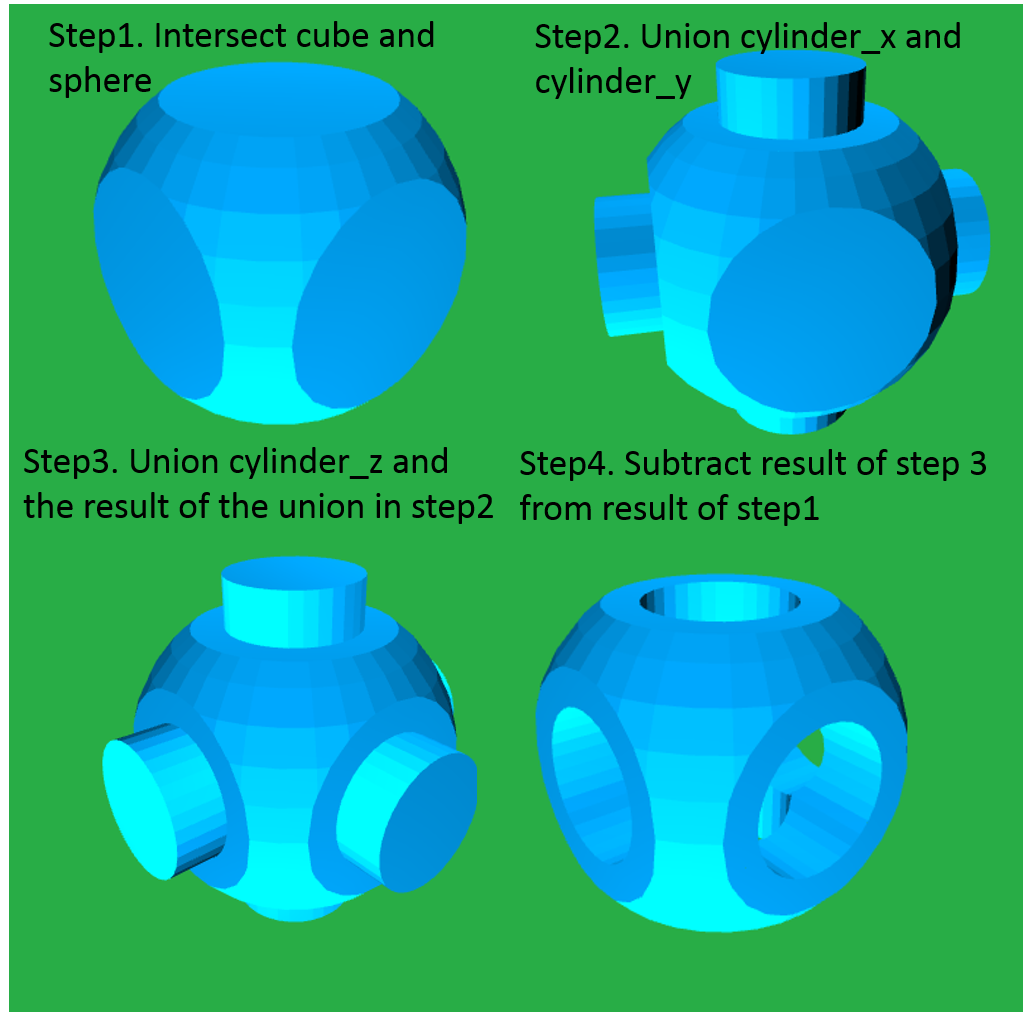 Step1. Intersect cube and
sphere
Step2. Union cylinder_x and
cylinder_y
Step3. Union cylinder_z and
the result of the union in step2
Step4. Subtract result of step 3
from result of step1